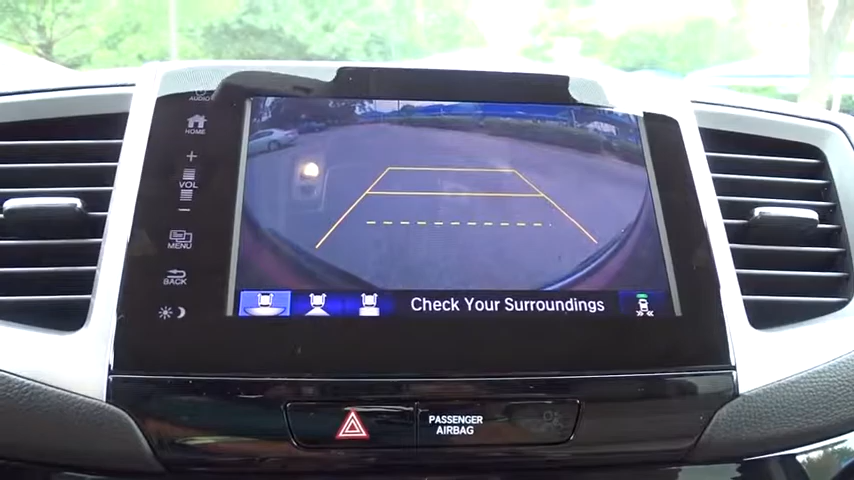 AUDIO
HOME
+
VOL
-
MENU
BACK
Check Your Surroundings
PASSENGER
AIRBAG